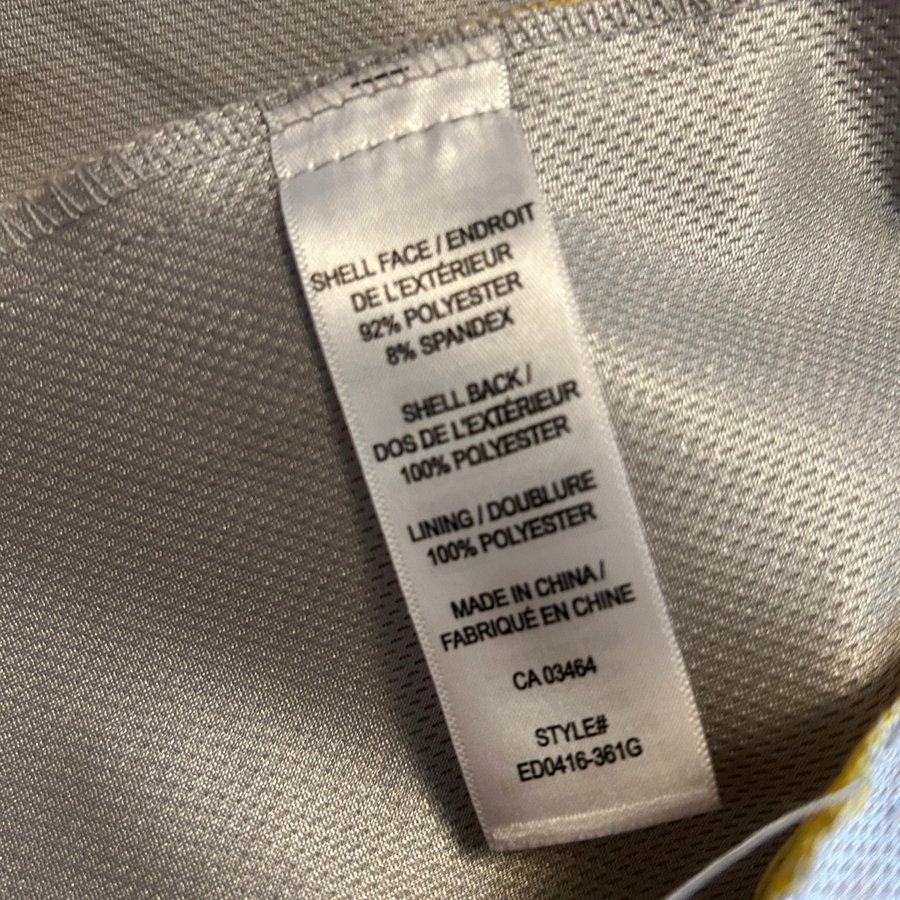 SHELL FACE / ENDROIT
DE L'EXTÉRIEUR
92% POLYESTER
8% SPANDEX
SHELL BACK /
DOS DE L'EXTÉRIEUR
100% POLYESTER
LINING / DOUBLURE
100% POLYESTER
MADE IN CHINA /
FABRIQUÉ EN CHINE
CA 03464
STYLE#
ED0416-361G